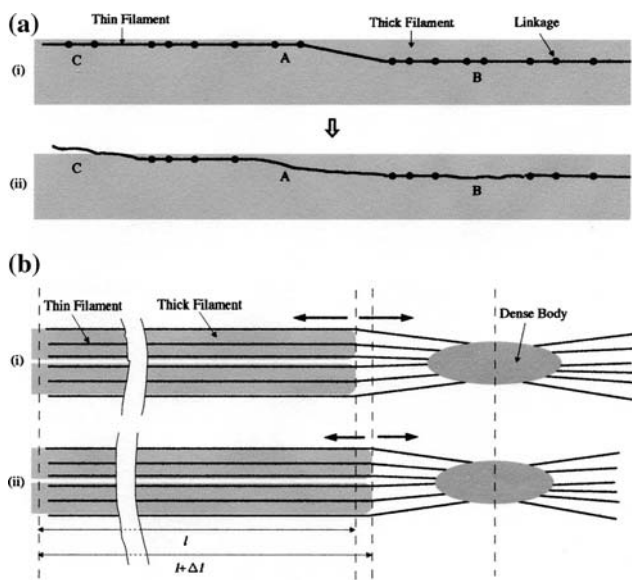 (a)
Thin Filament
Thick Filament
Linkage
(i)
C
A
B
(ii)
C
A
B
(b)
Thin Filament
Thick Filament
Dense Body
(i)
(ii)
l
l+Δl